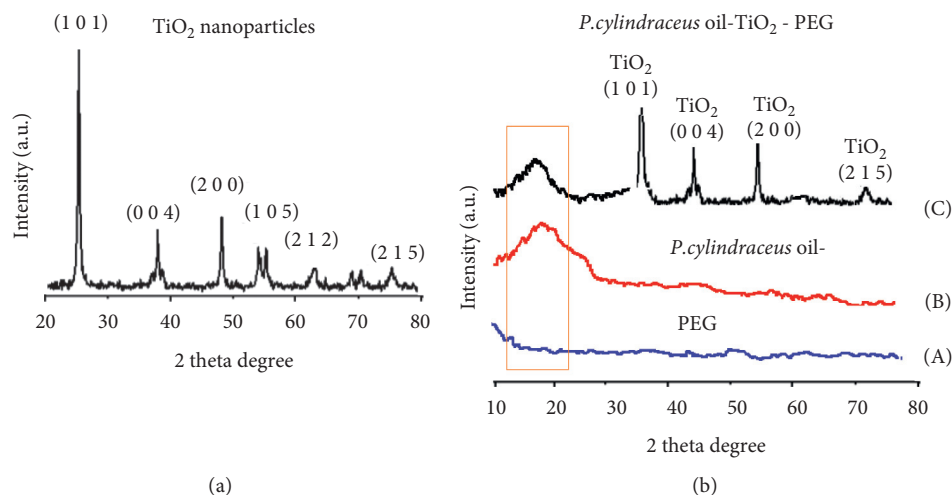 TiO2 nanoparticles
(1 0 1)
(0 0 4)
(2 0 0)
(1 0 5)
(2 1 2)
(2 1 5)
Intensity (a.u.)
20 30 40 50 60 70 80
2 theta degree
(a)
P.cylindraceus oil-TiO2 - PEG
TiO2
(1 0 1)
TiO2
(0 0 4)
TiO2
(2 0 0)
TiO2
(2 1 5)
(C)
P.cylindraceus oil-
(B)
PEG
(A)
Intensity (a.u.)
10 20 30 40 50 60 70 80
2 theta degree
(b)